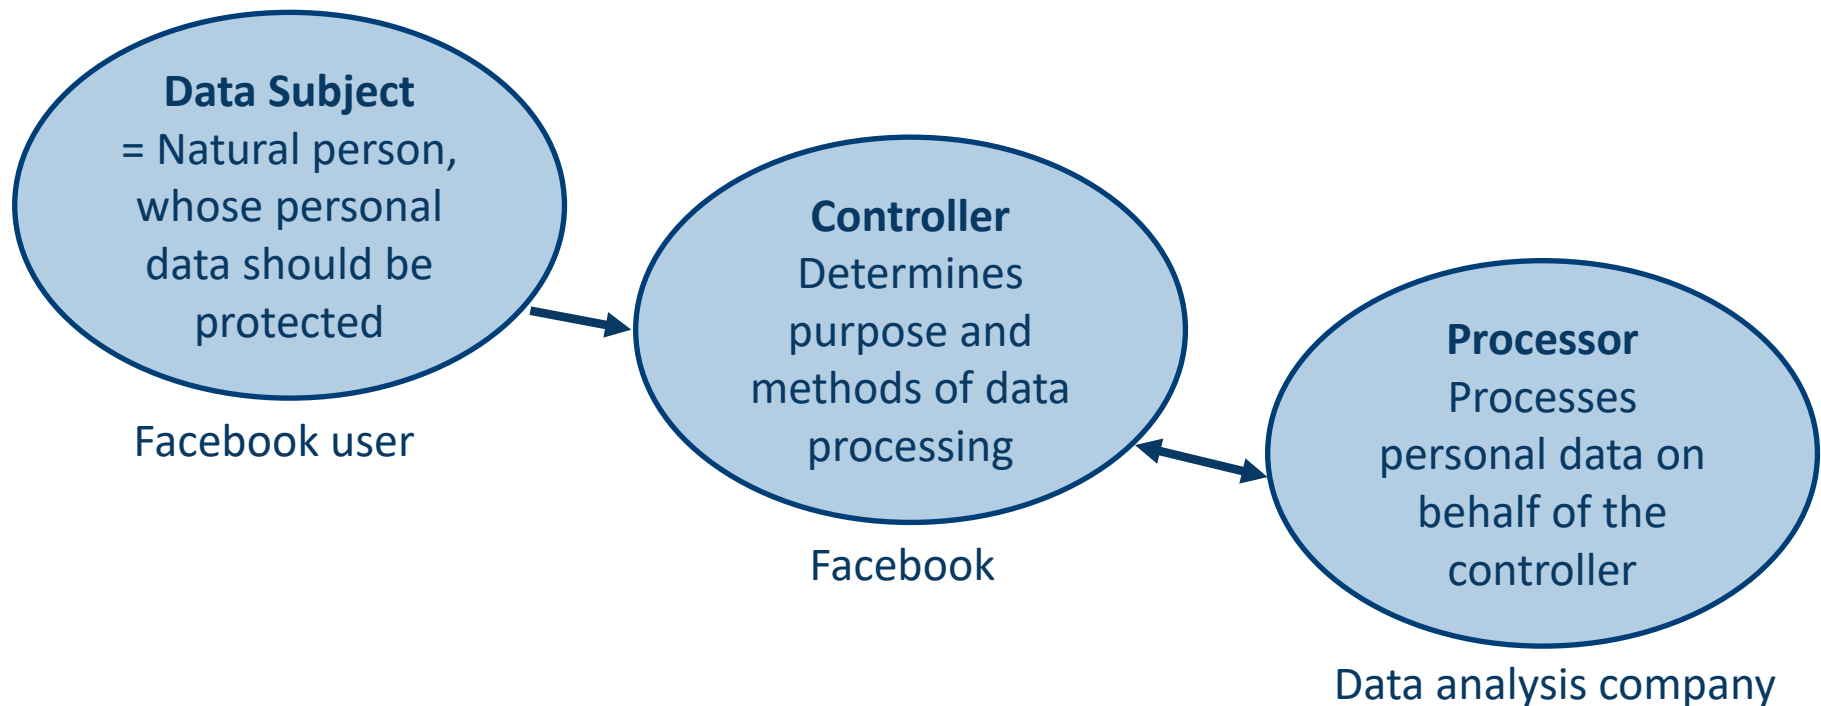 Data Subject
= Natural person,
whose personal
data should be
protected
Facebook user
Controller
Determines
purpose and
methods of data
processing
Facebook
Processor
Processes
personal data on
behalf of the
controller
Data analysis company